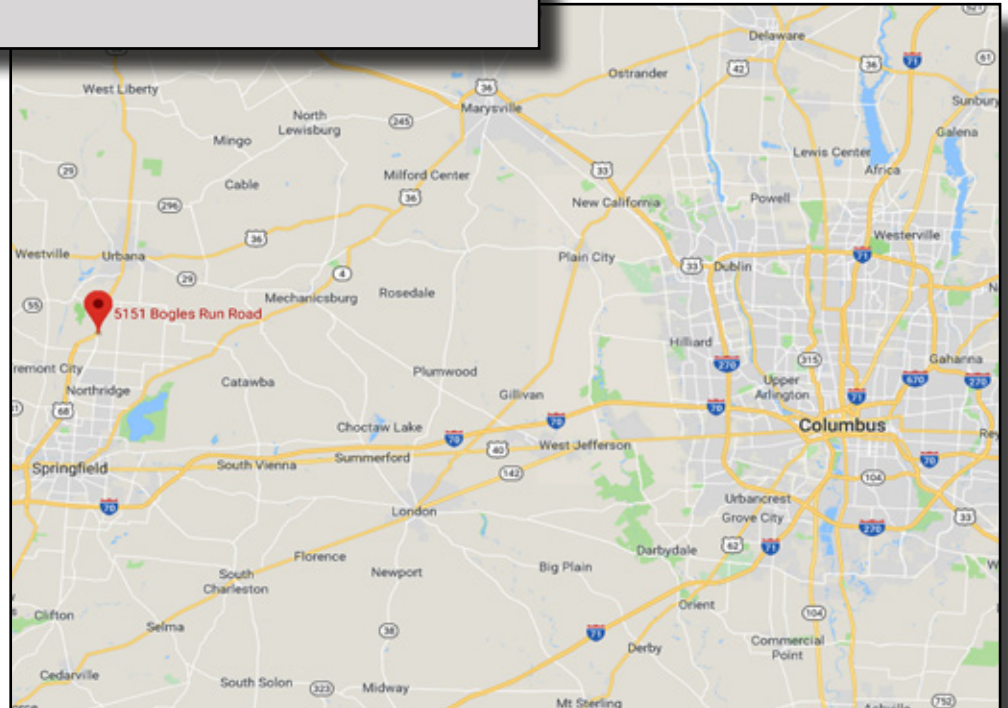 Delaware
42
36
71
61
Ostrander
West Liberty
36
Marysville
Sunbury
North
Lewisburg
245
Mingo
Galena
Lewis Center
29
33
Africa
Milford Center
Cable
36
296
New California
Powell
Westerville
36
71
Westville
Urbana
Plain City
33
Dublin
4
29
Mechanicsburg
Rosedale
55
5151 Bogles Run Road
Hilliard
remont City
270
315
Gahanna
Plumwood
Catawba
Upper
Arlington
670
270
Northridge
Gillivan
71
68
70
Choctaw Lake
70
70
Columbus
40
West Jefferson
Summerford
South Vienna
Springfield
142
70
104
70
Urbancrest
Grove City
33
London
270
62
71
Darbydale
Florence
Big Plain
Newport
South
Charleston
Orient
Clifton
104
Selma
38
71
Commercial
Point
Derby
Cedarville
South Solon
323
Midway
752
Mt Sterling